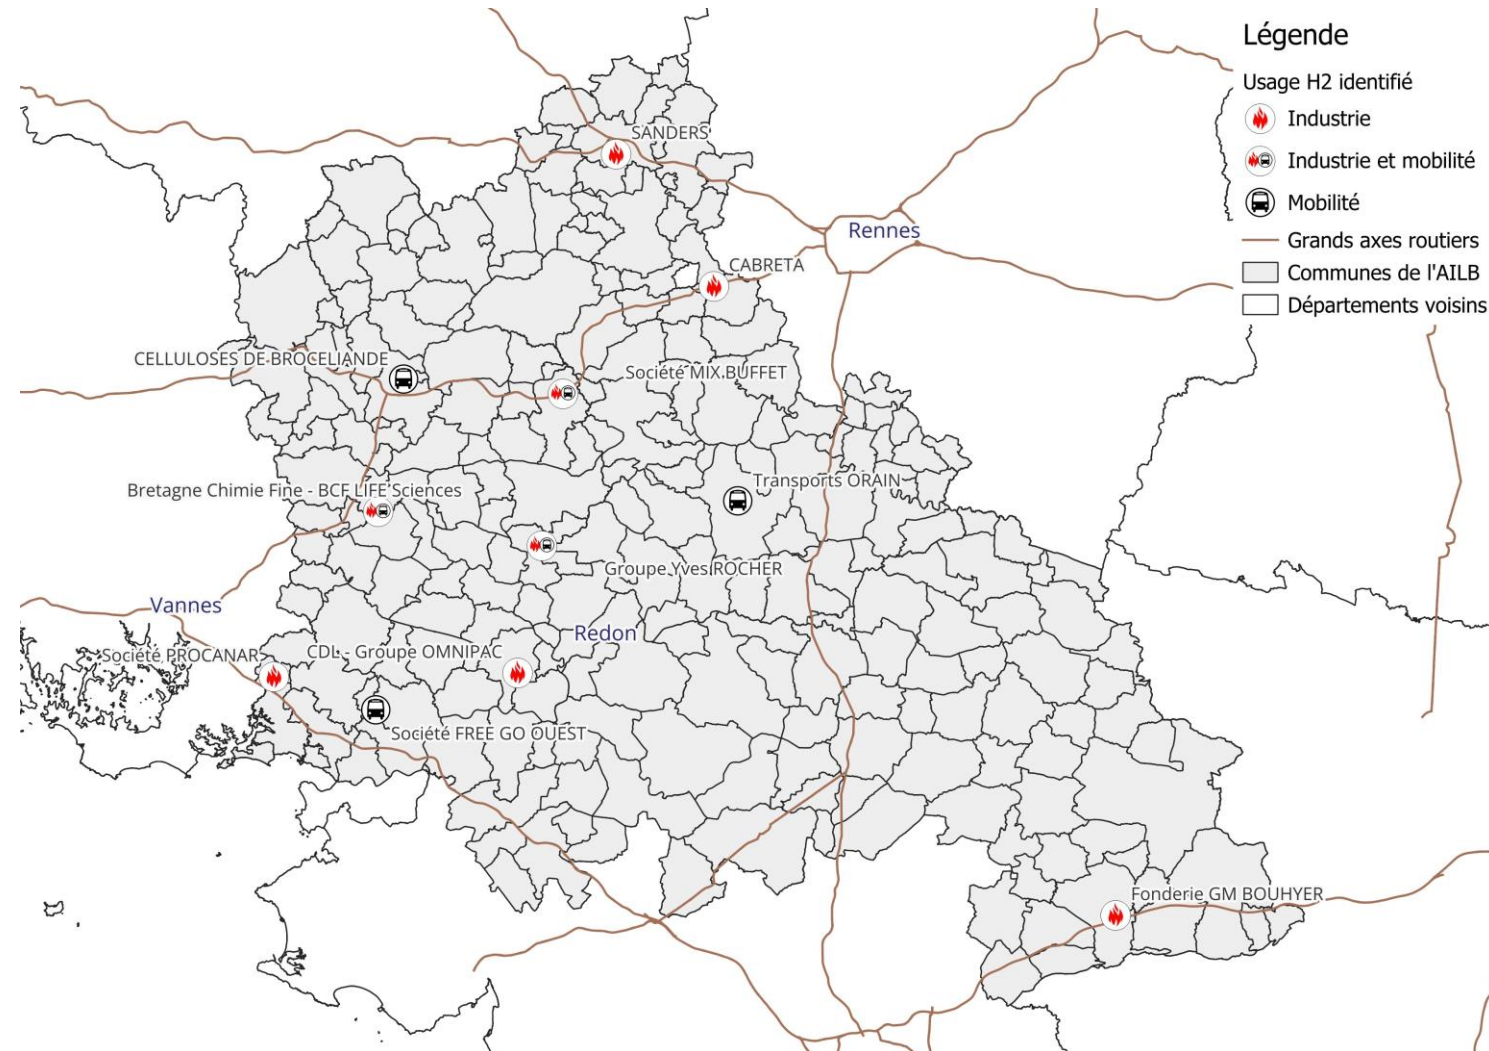 Légende
Usage H2 identifié
Industrie
Industrie et mobilité
Mobilité
Grands axes routiers
Communes de l'AILB
Départements voisins
SANDERS
Rennes
CABRETA
CELLULOSES DE BROCELIANDE
Société MIX BUFFET
Transports ORAIN
Bretagne Chimie Fine - BCF LIFE Sciences
Groupe Yves ROCHER
Vannes
Redon
CDL - Groupe OMNIPAC
Société PROCANAR
Société FREE GO OUEST
Fonderie GM BOUHYER